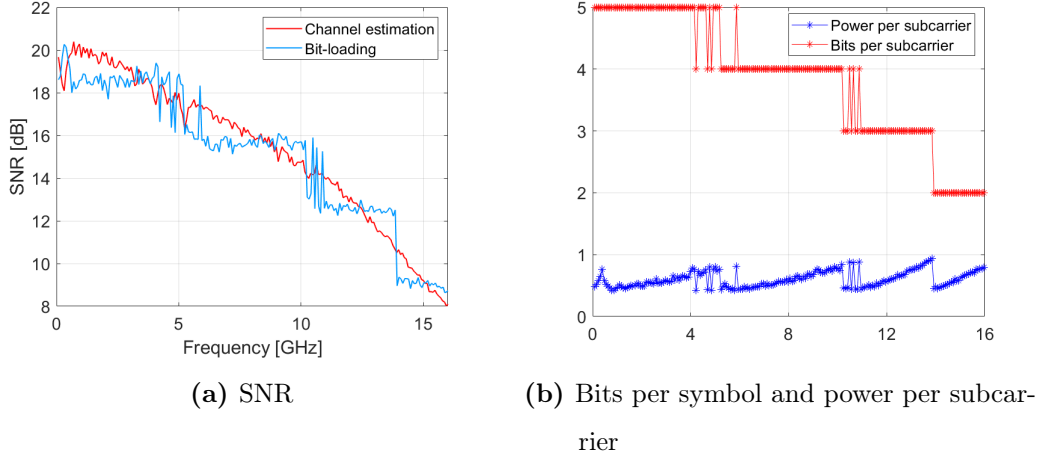 22
20
18
16
14
12
10
8
SNR [dB]
Channel estimation
Bit-loading
0
5
10
15
Frequency [GHz]
(a) SNR
5
4
3
2
1
0
Power per subcarrier
Bits per subcarrier
0
4
8
12
16
(b) Bits per symbol and power per subcar-
rier